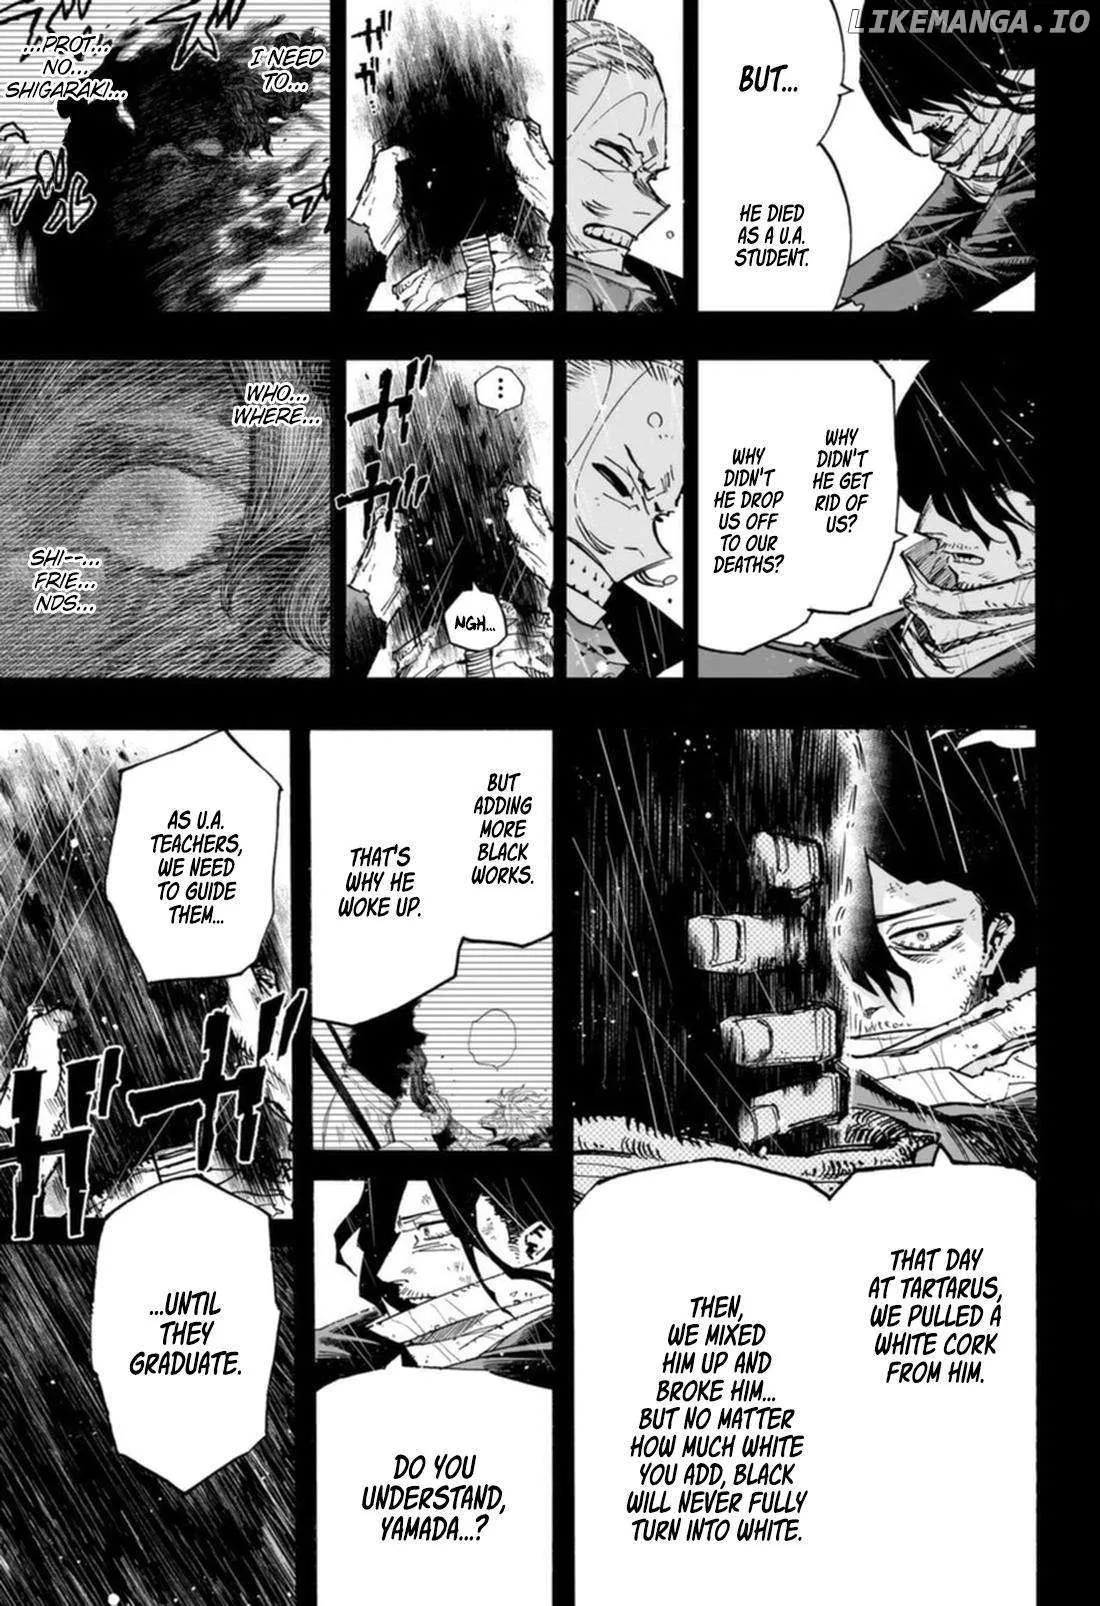 LIKEMANGA.IO
BUT...
HE DIED
AS A U.A.
STUDENT.
I NEED
TO...
...PROT...
NO...
SHIGARAKI...
WHY
DIDN'T
HE GET
RID OF
US?
WHY
DIDN'T
HE DROP
US OFF
TO OUR
DEATHS?
...
NGH...
WHO...
WHERE...
SHI--...
FRIE...
NDS...
THAT DAY
AT TARTARUS,
WE PULLED A
WHITE CORK
FROM HIM.
THEN,
WE MIXED
HIM UP AND
BROKE HIM...
BUT NO MATTER
HOW MUCH WHITE
YOU ADD, BLACK
WILL NEVER FULLY
TURN INTO WHITE.
BUT
ADDING
MORE
BLACK
WORKS.
THAT'S
WHY HE
WOKE UP.
DO YOU
UNDERSTAND,
YAMADA...?
AS U.A.
TEACHERS,
WE NEED
TO GUIDE
THEM...
...UNTIL
THEY
GRADUATE.